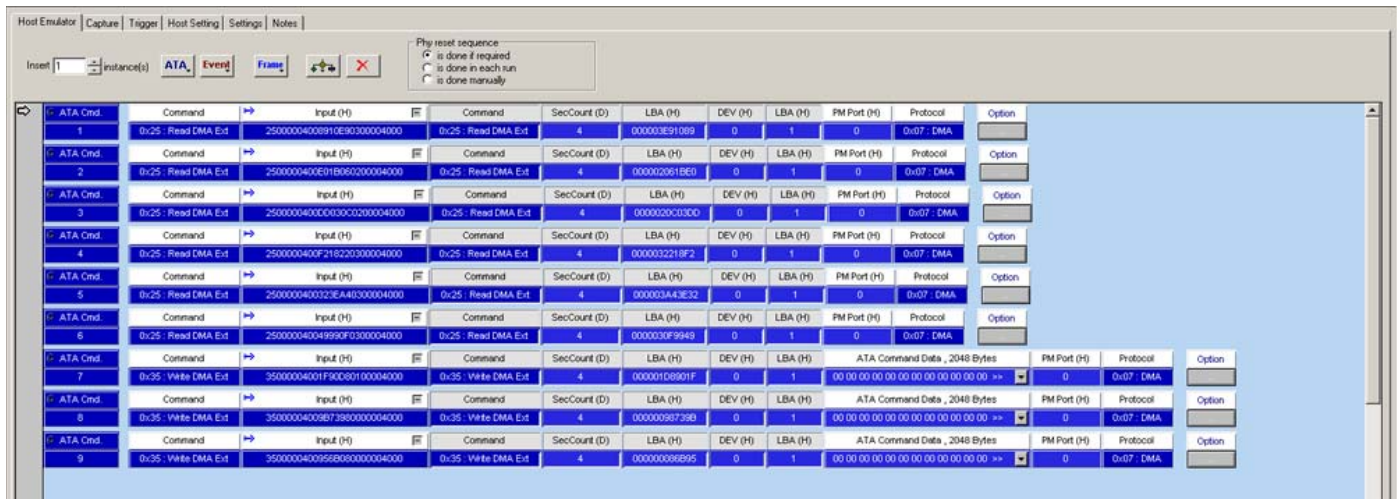 Host Emulator Capture Trigger Host Setting Settings Notes
Phy reset sequence
is done if required
Insert 1 instance(s) ATA Event Frame
is done in each run
is done manually
ATA Cmd. Command Input (H) Command SecCount (D) LBA (H) DEV (H) LBA (H) PM Port (H) Protocol Option
1 0x25 : Read DMA Ext 25000004008910E90300004000 0x25 : Read DMA Ext 4 000003E91089 0 1 0 0x07 : DMA
ATA Cmd. Command Input (H) Command SecCount (D) LBA (H) DEV (H) LBA (H) PM Port (H) Protocol Option
2 0x25 : Read DMA Ext 2500000400E01B060200004000 0x25 : Read DMA Ext 4 000002061BE0 0 1 0 0x07 : DMA
ATA Cmd. Command Input (H) Command SecCount (D) LBA (H) DEV (H) LBA (H) PM Port (H) Protocol Option
3 0x25 : Read DMA Ext 2500000400DD030C0200004000 0x25 : Read DMA Ext 4 0000020C03DD 0 1 0 0x07 : DMA
ATA Cmd. Command Input (H) Command SecCount (D) LBA (H) DEV (H) LBA (H) PM Port (H) Protocol Option
4 0x25 : Read DMA Ext 2500000400F218220300004000 0x25 : Read DMA Ext 4 0000032218F2 0 1 0 0x07 : DMA
ATA Cmd. Command Input (H) Command SecCount (D) LBA (H) DEV (H) LBA (H) PM Port (H) Protocol Option
5 0x25 : Read DMA Ext 2500000400323EA40300004000 0x25 : Read DMA Ext 4 000003A43E32 0 1 0 0x07 : DMA
ATA Cmd. Command Input (H) Command SecCount (D) LBA (H) DEV (H) LBA (H) PM Port (H) Protocol Option
6 0x25 : Read DMA Ext 250000040049990F0300004000 0x25 : Read DMA Ext 4 0000030F9949 0 1 0 0x07 : DMA
ATA Cmd. Command Input (H) Command SecCount (D) LBA (H) DEV (H) LBA (H) ATA Command Data , 2048 Bytes PM Port (H) Protocol Option
7 0x35 : Write DMA Ext 35000004001F90D80100004000 0x35 : Write DMA Ext 4 000001D8901F 0 1 00 00 00 00 00 00 00 00 00 00 00 00 >> 0 0x07 : DMA
ATA Cmd. Command Input (H) Command SecCount (D) LBA (H) DEV (H) LBA (H) ATA Command Data , 2048 Bytes PM Port (H) Protocol Option
8 0x35 : Write DMA Ext 35000004009B73980000004000 0x35 : Write DMA Ext 4 00000098739B 0 1 00 00 00 00 00 00 00 00 00 00 00 00 >> 0 0x07 : DMA
ATA Cmd. Command Input (H) Command SecCount (D) LBA (H) DEV (H) LBA (H) ATA Command Data , 2048 Bytes PM Port (H) Protocol Option
9 0x35 : Write DMA Ext 3500000400956B080000004000 0x35 : Write DMA Ext 4 000000086B95 0 1 00 00 00 00 00 00 00 00 00 00 00 00 >> 0 0x07 : DMA